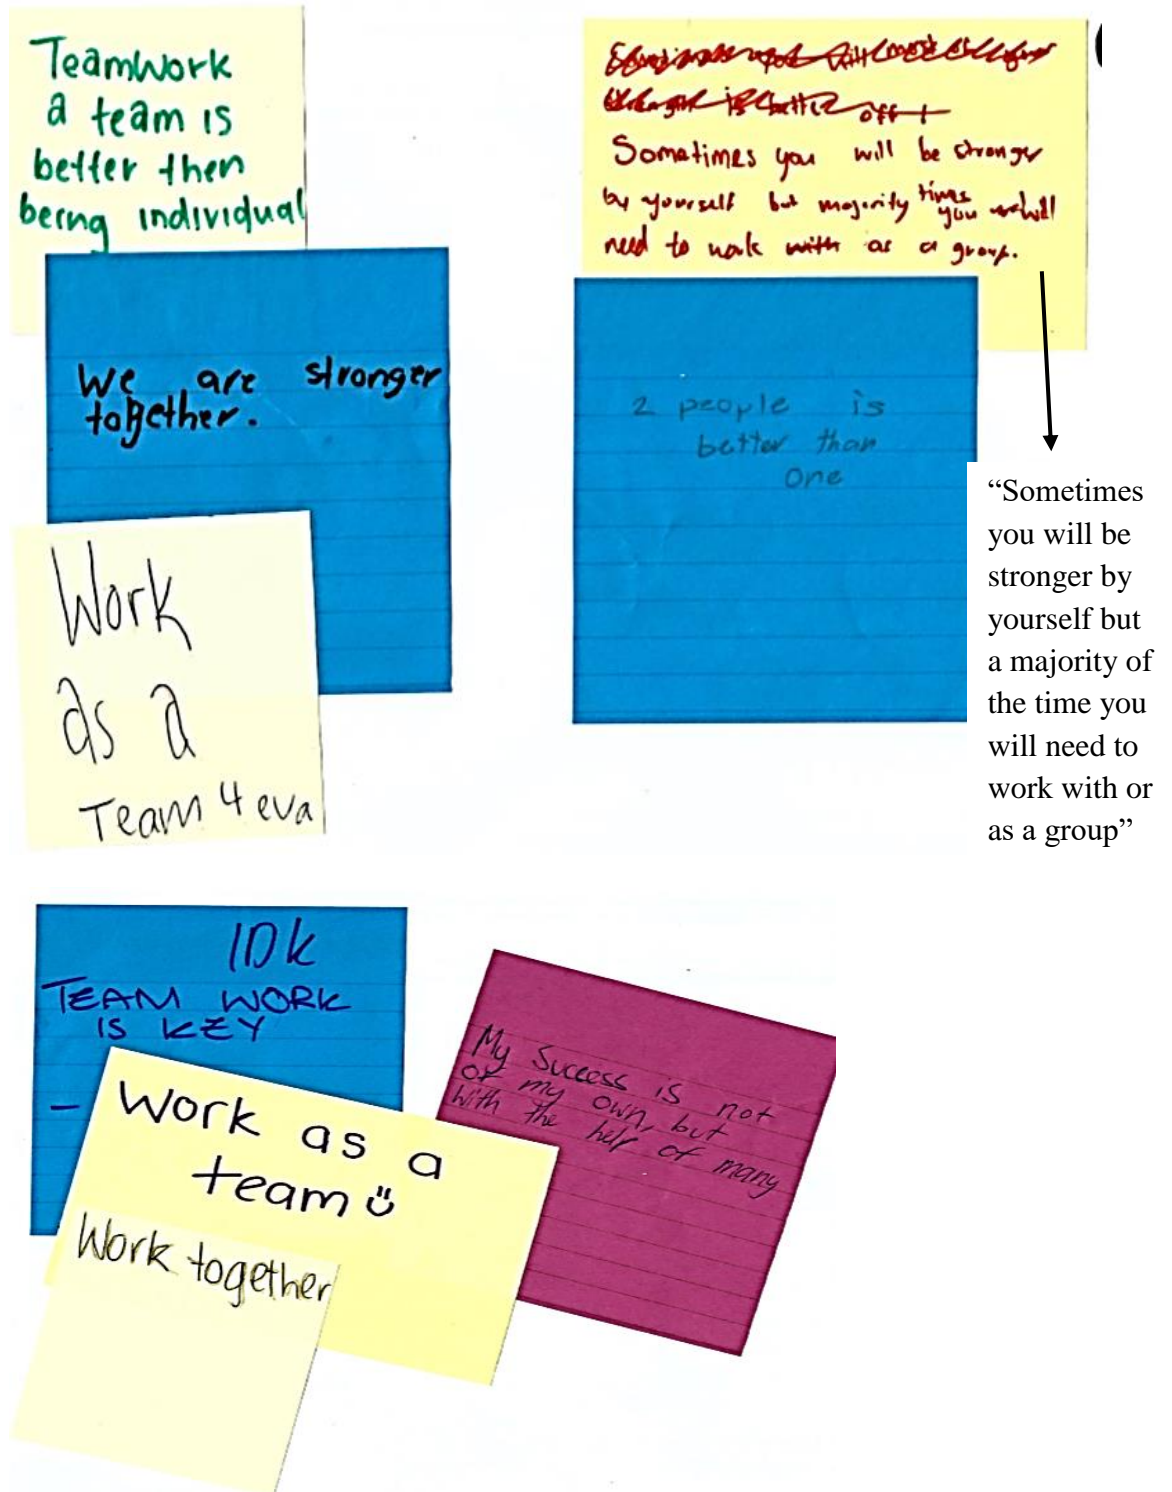 Teamwork
a team is
better then
being individual
We are stronger
together.
Work
as a
Team 4 eva
off
Sometimes you will be stronger
by yourself but majority times
you will
need to work with as a group.
2 people is
better than
one
“Sometimes
you will be
stronger by
yourself but
a majority of
the time you
will need to
work with or
as a group”
IDK
TEAM WORK
IS KEY
Work as a
team
Work together
My Success is not
of my own, but
with the help of many